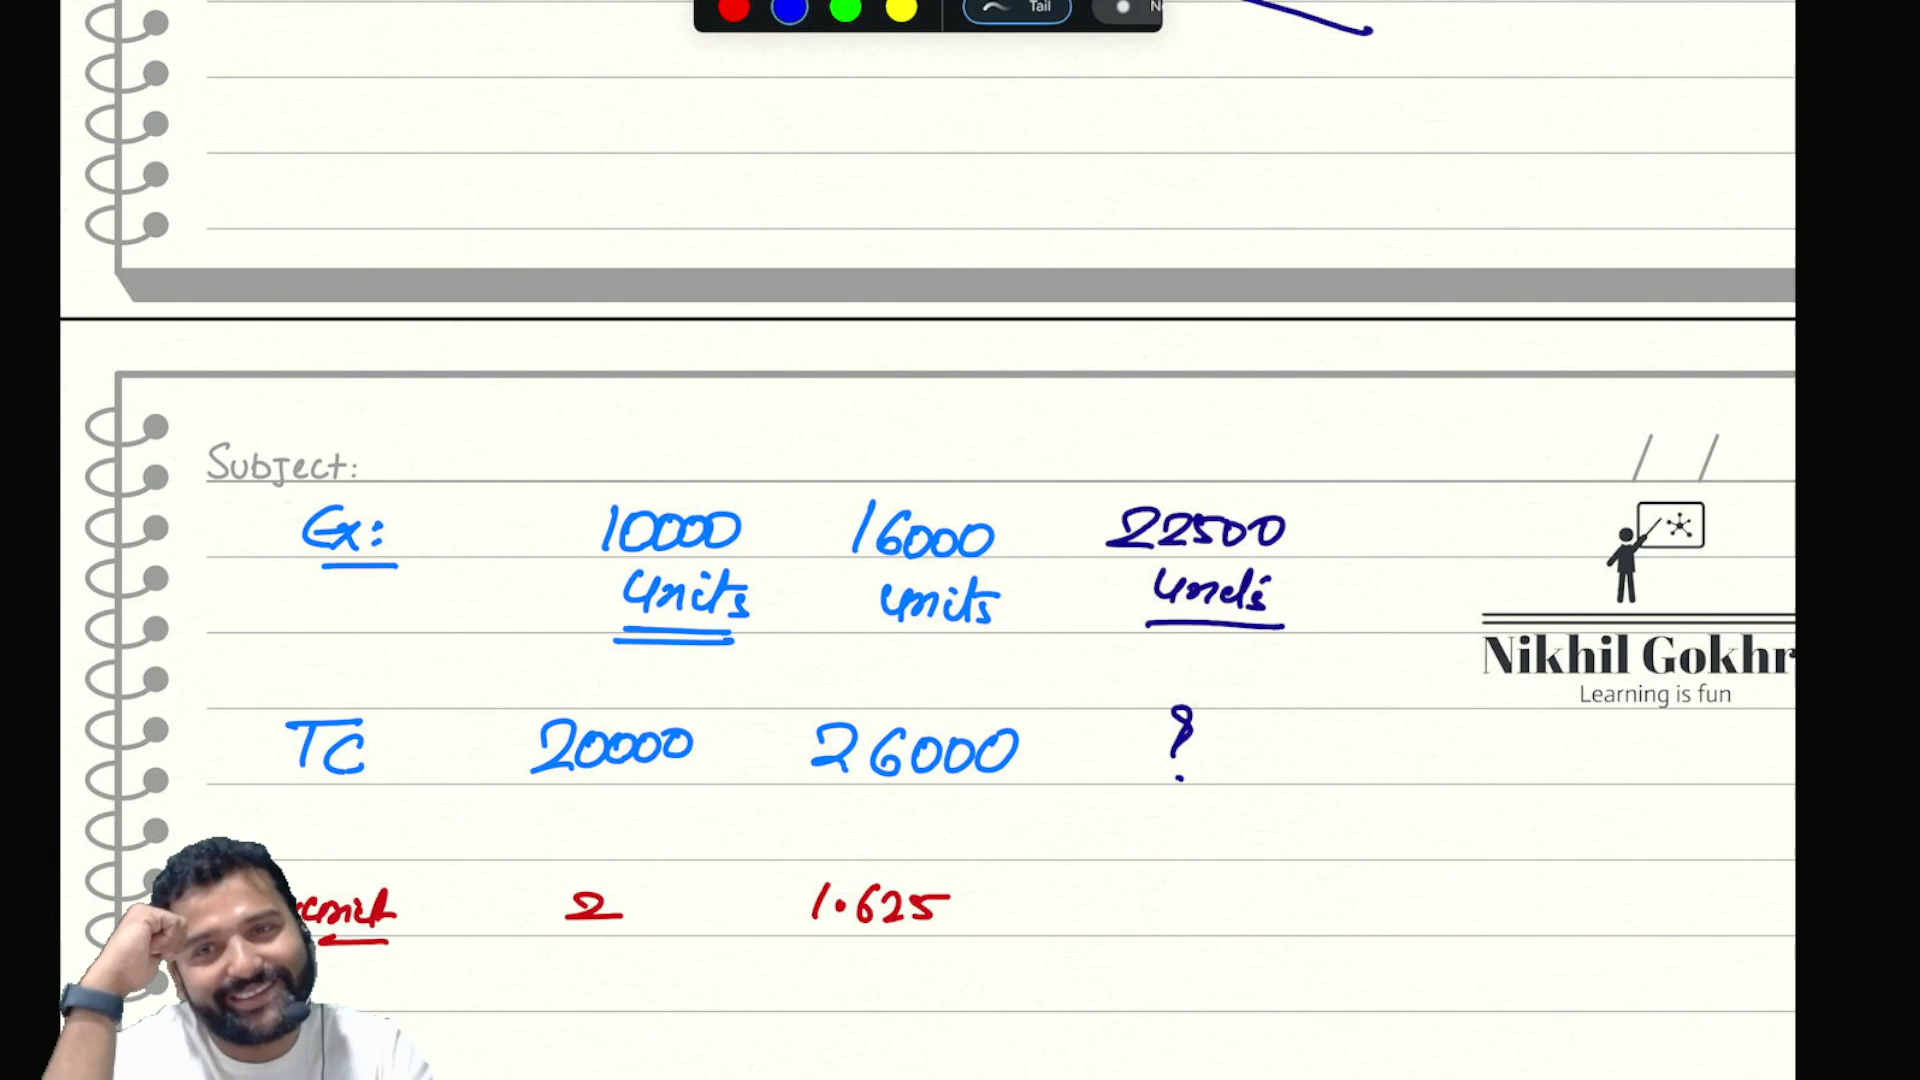 Tail
Subject:
Ex: 10000 16000 22500
units units units
Nikhil Gokhr
Learning is fun
TC 20000 26000 ?
unit 2 1.625